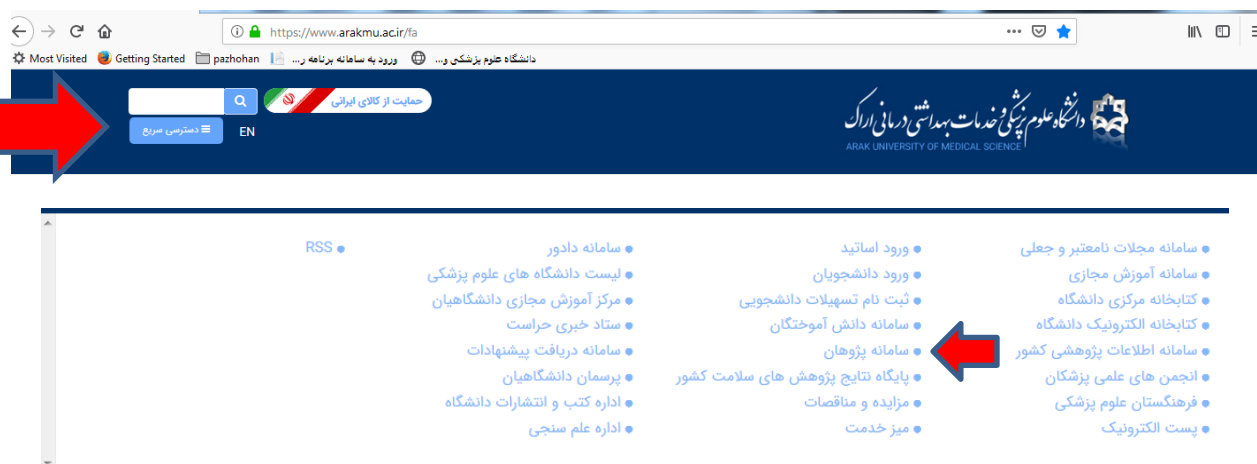 https://www.arakmu.ac.ir/fa
Most Visited Getting Started pazhohan ورود به سامانه برنامه ر... دانشگاه علوم پزشکی و...
حمایت از کالای ایرانی
دسترسی سریع
EN
دانشگاه علوم پزشکی و خدمات بهداشتی درمانی اراک
ARAK UNIVERSITY OF MEDICAL SCIENCE
سامانه مجلات نامعتبر و جعلی
سامانه آموزش مجازی
کتابخانه مرکزی دانشگاه
کتابخانه الکترونیک دانشگاه
سامانه اطلاعات پژوهشی کشور
انجمن های علمی پزشکان
فرهنگستان علوم پزشکی
پست الکترونیک
ورود اساتید
ورود دانشجویان
ثبت نام تسهیلات دانشجویی
سامانه دانش آموختگان
سامانه پژوهان
پایگاه نتایج پژوهش های سلامت کشور
مزایده و مناقصات
میز خدمت
سامانه دادور
لیست دانشگاه های علوم پزشکی
مرکز آموزش مجازی دانشگاهیان
ستاد خبری حراست
سامانه دریافت پیشنهادات
پرسمان دانشگاهیان
اداره کتب و انتشارات دانشگاه
اداره علم سنجی
RSS